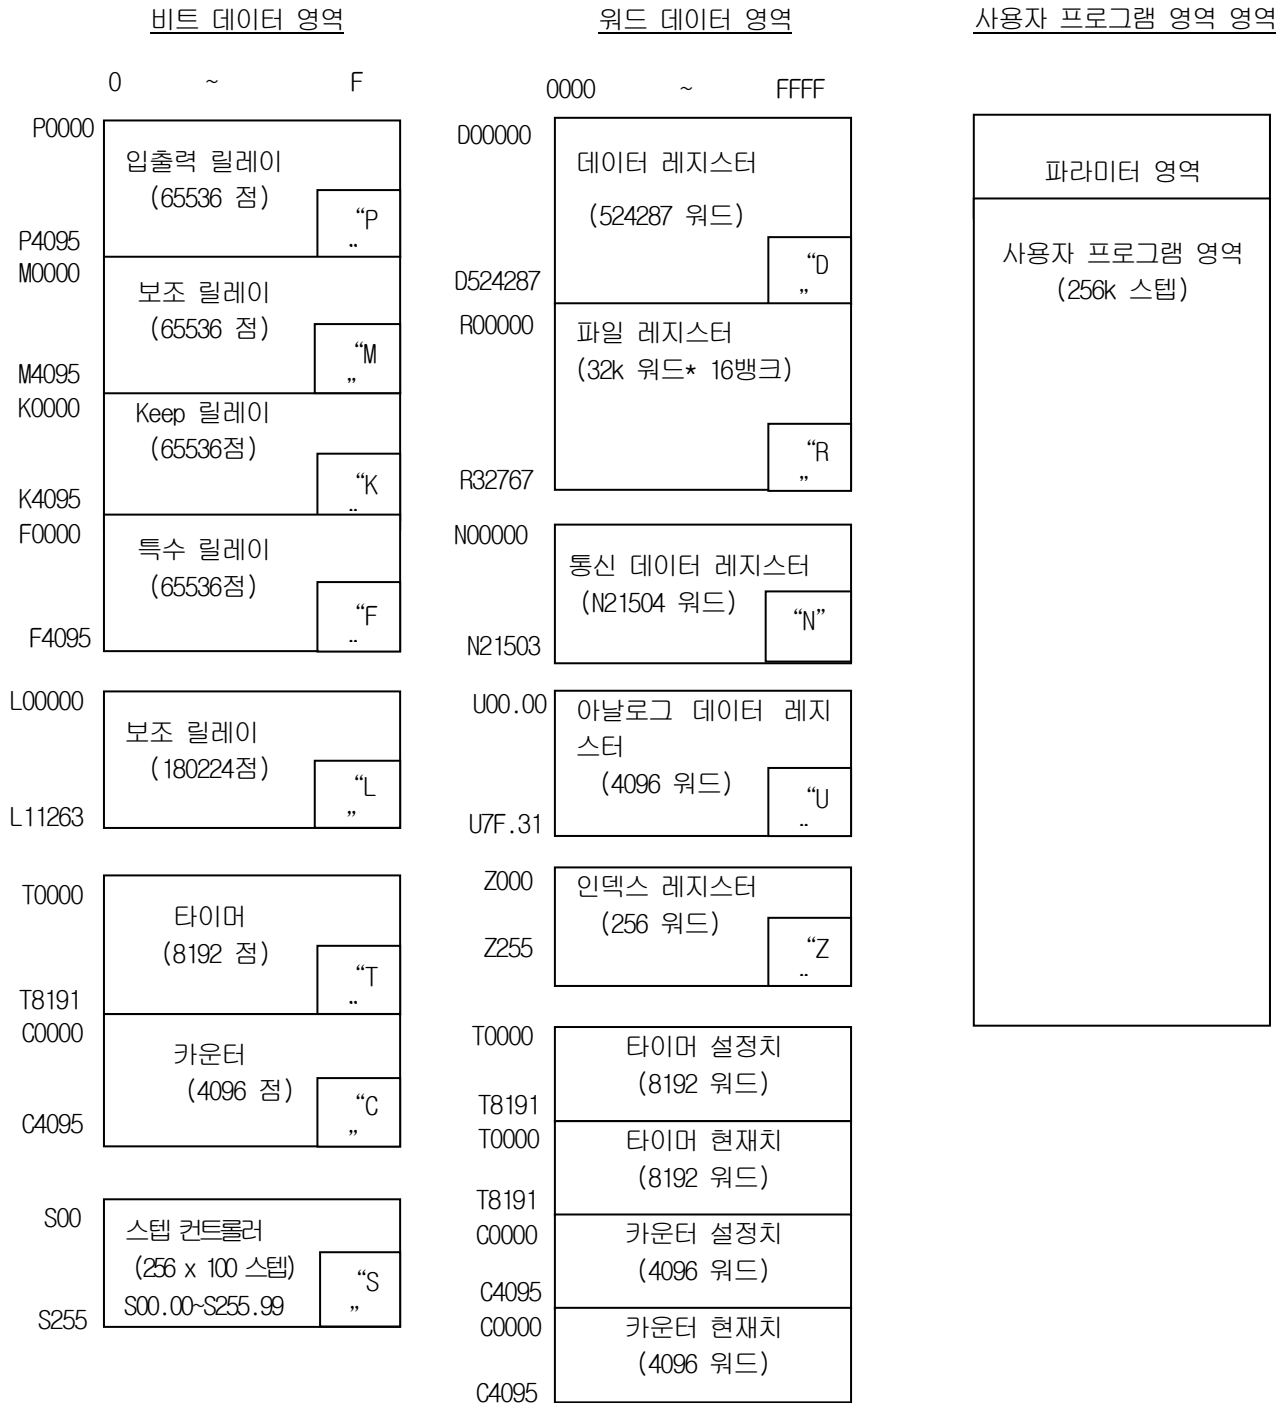 비트 데이터 영역
0 ~ F
P0000
입출력 릴레이
(65536 점)
“P
”
P4095
M0000
보조 릴레이
(65536 점)
“M
”
M4095
K0000
Keep 릴레이
(65536점)
“K
”
K4095
F0000
특수 릴레이
(65536점)
“F
”
F4095
L00000
보조 릴레이
(180224점)
“L
”
L11263
T0000
타이머
(8192 점)
“T
”
T8191
C0000
카운터
(4096 점)
“C
”
C4095
S00
스텝 컨트롤러
(256 x 100 스텝)
S00.00~S255.99
“S
”
S255
워드 데이터 영역
0000 ~ FFFF
D00000
데이터 레지스터
(524287 워드)
“D
”
D524287
R00000
파일 레지스터
(32k 워드* 16뱅크)
“R
”
R32767
N00000
통신 데이터 레지스터
(N21504 워드)
“N”
N21503
U00.00
아날로그 데이터 레지
스터
(4096 워드)
“U
”
U7F.31
Z000
인덱스 레지스터
(256 워드)
“Z
”
Z255
T0000
타이머 설정치
(8192 워드)
T8191
T0000
타이머 현재치
(8192 워드)
T8191
C0000
카운터 설정치
(4096 워드)
C4095
C0000
카운터 현재치
(4096 워드)
C4095
사용자 프로그램 영역 영역
파라미터 영역
사용자 프로그램 영역
(256k 스텝)